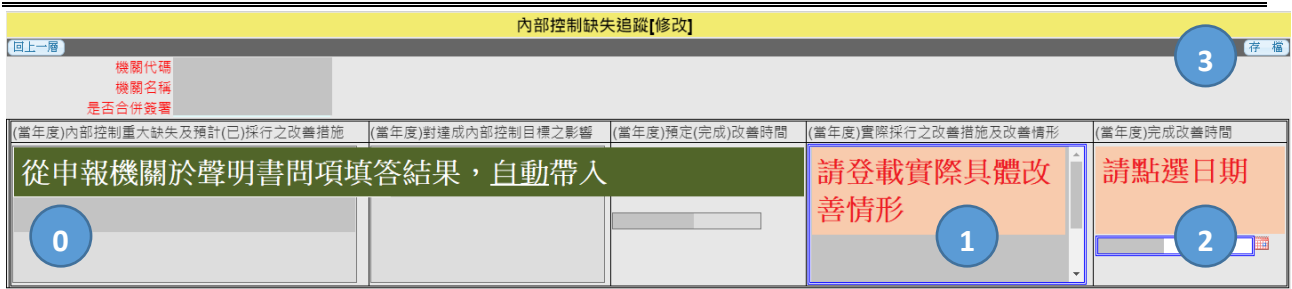 內部控制缺失追蹤[修改]
回上一層
存 檔
3
機關代碼
機關名稱
是否合併簽署
(當年度)內部控制重大缺失及預計(已)採行之改善措施
(當年度)對達成內部控制目標之影響
(當年度)預定(完成)改善時間
(當年度)實際採行之改善措施及改善情形
(當年度)完成改善時間
從申報機關於聲明書問項填答結果，自動帶入
0
請登載實際具體改
善情形
1
請點選日期
2